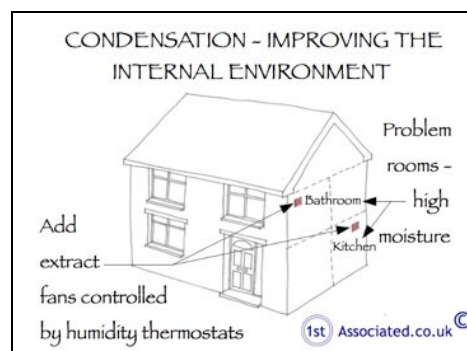 CONDENSATION – IMPROVING THE
INTERNAL ENVIRONMENT
Problem
rooms –
high
moisture
Bathroom
Kitchen
Add
extract
fans controlled
by humidity thermostats
1st Associated.co.uk ©